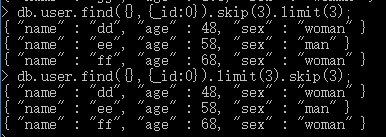 > db.user.find({},{_id:0}).skip(3).limit(3);
{ "name" : "dd", "age" : 48, "sex" : "woman" }
{ "name" : "ee", "age" : 58, "sex" : "man" }
{ "name" : "ff", "age" : 68, "sex" : "woman" }
> db.user.find({},{_id:0}).limit(3).skip(3);
{ "name" : "dd", "age" : 48, "sex" : "woman" }
{ "name" : "ee", "age" : 58, "sex" : "man" }
{ "name" : "ff", "age" : 68, "sex" : "woman" }